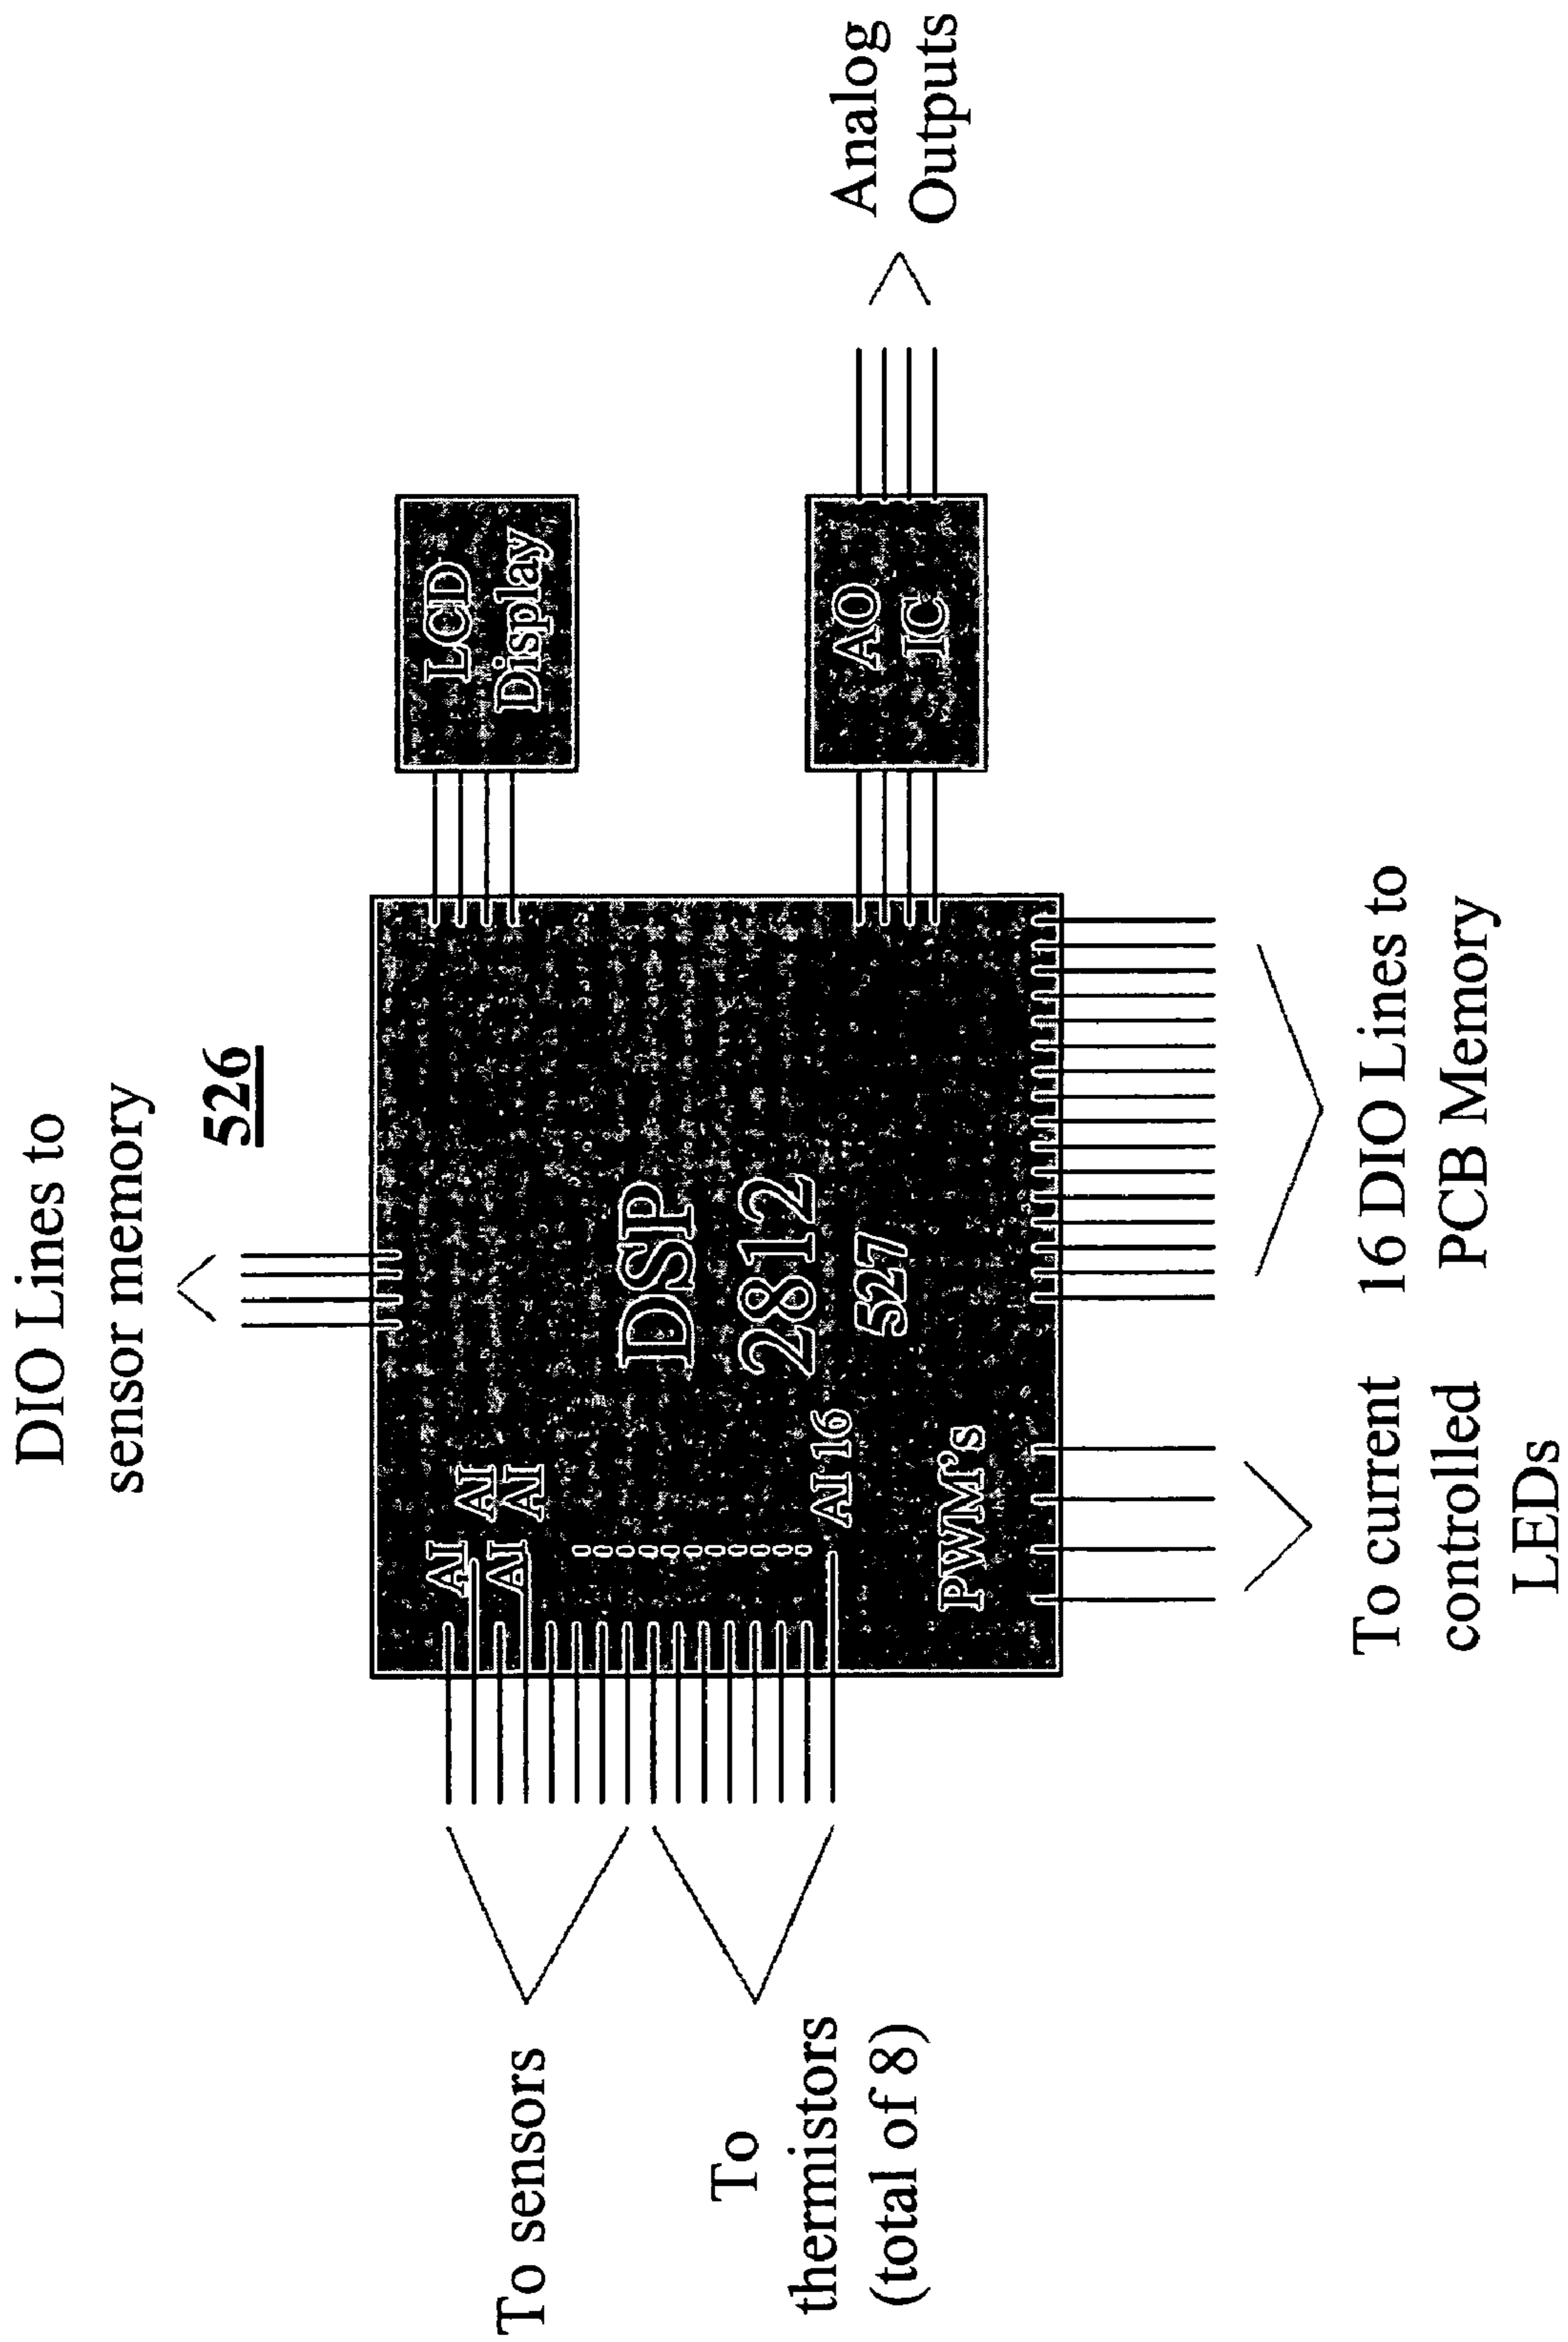 DIO Lines to
sensor memory
526
To sensors
To
thermistors
(total of 8)
AI
AI
AI
AI
AI 16
PWM's
DSP
2812
527
LCD
Display
AO
IC
Analog
Outputs
To current
controlled
LEDs
16 DIO Lines to
PCB Memory